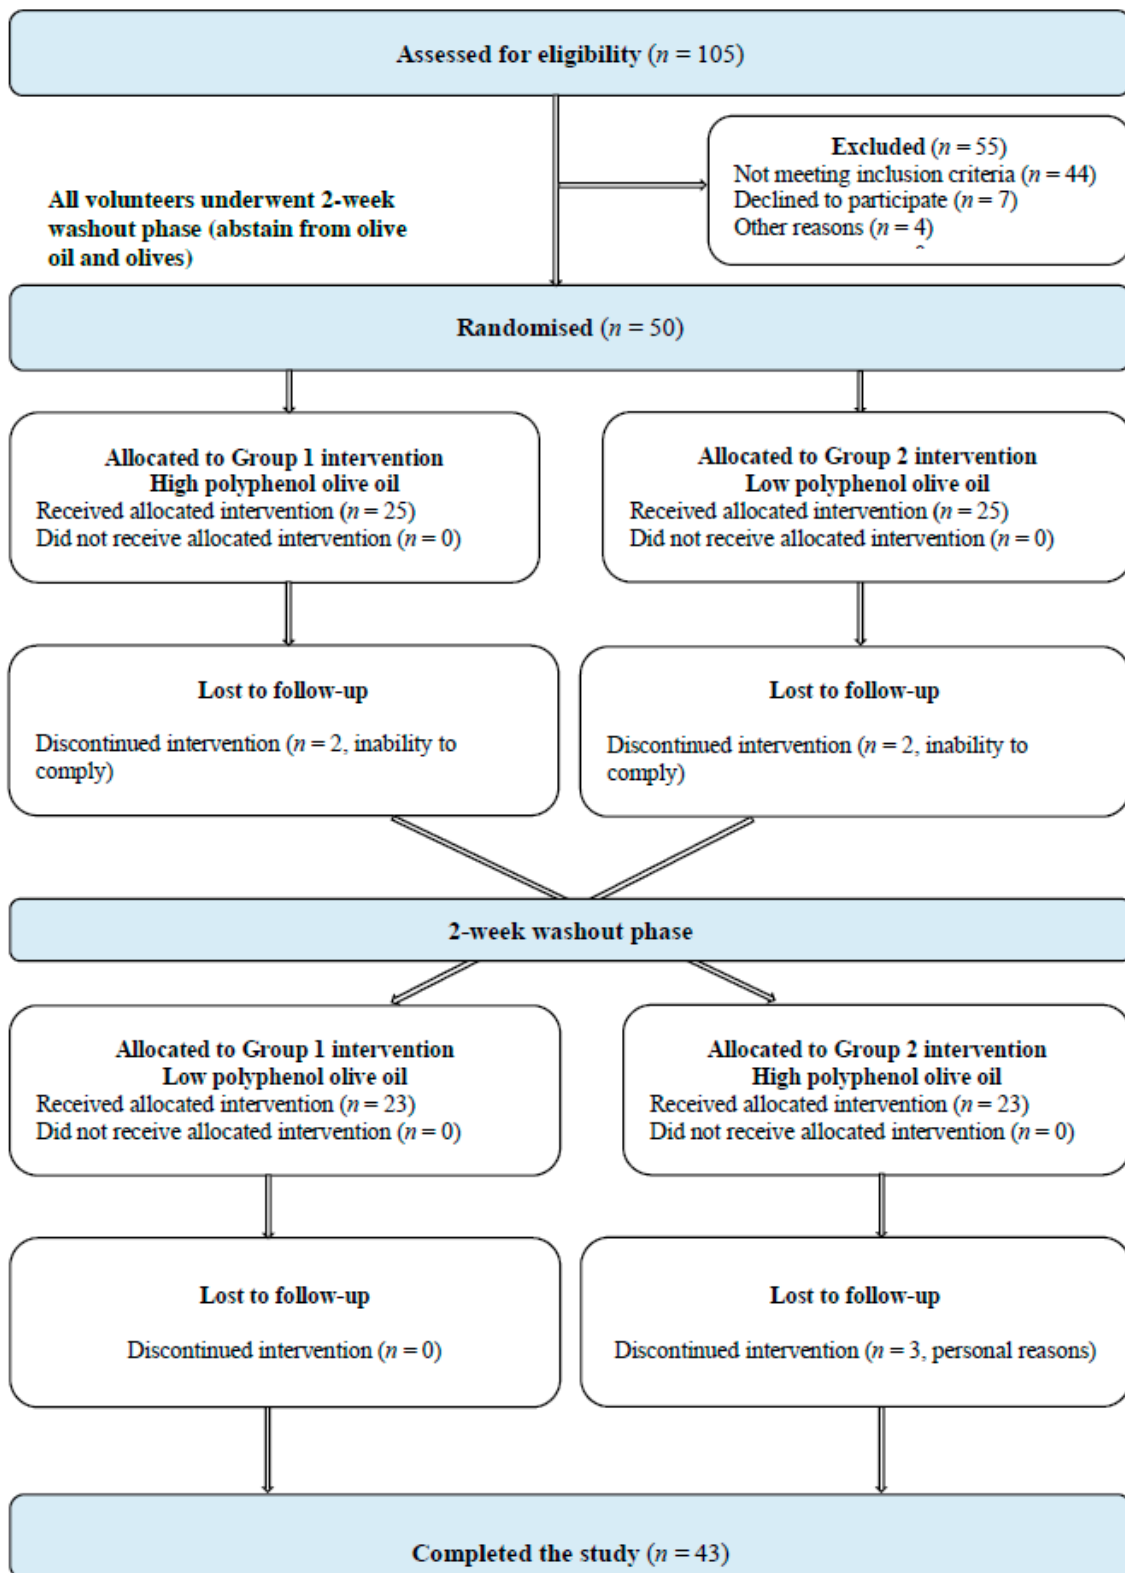 Assessed for eligibility (n = 105)
Excluded (n = 55)
Not meeting inclusion criteria (n = 44)
Declined to participate (n = 7)
Other reasons (n = 4)
All volunteers underwent 2-week
washout phase (abstain from olive
oil and olives)
Randomised (n = 50)
Allocated to Group 1 intervention
High polyphenol olive oil
Received allocated intervention (n = 25)
Did not receive allocated intervention (n = 0)
Allocated to Group 2 intervention
Low polyphenol olive oil
Received allocated intervention (n = 25)
Did not receive allocated intervention (n = 0)
Lost to follow-up
Discontinued intervention (n = 2, inability to
comply)
Lost to follow-up
Discontinued intervention (n = 2, inability to
comply)
2-week washout phase
Allocated to Group 1 intervention
Low polyphenol olive oil
Received allocated intervention (n = 23)
Did not receive allocated intervention (n = 0)
Allocated to Group 2 intervention
High polyphenol olive oil
Received allocated intervention (n = 23)
Did not receive allocated intervention (n = 0)
Lost to follow-up
Discontinued intervention (n = 0)
Lost to follow-up
Discontinued intervention (n = 3, personal reasons)
Completed the study (n = 43)